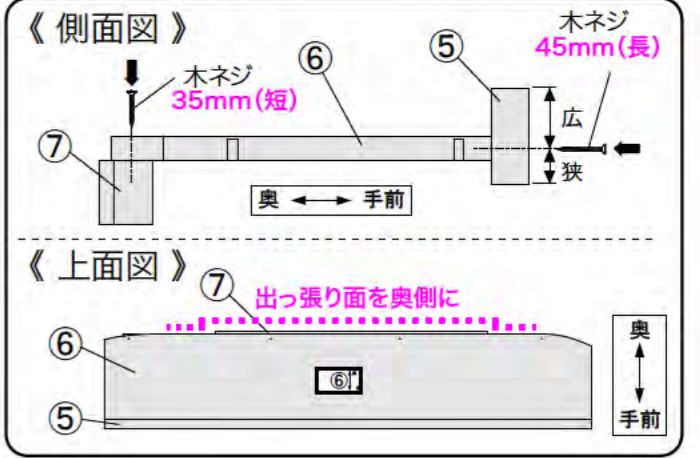 《 側面図 》
木ネジ
35mm(短)
⑥
⑤
木ネジ
45mm(長)
広
狭
⑦
奥 ←→ 手前
《 上面図 》
⑦
出っ張り面を奥側に
⑥
⑥
⑤
奥
手前